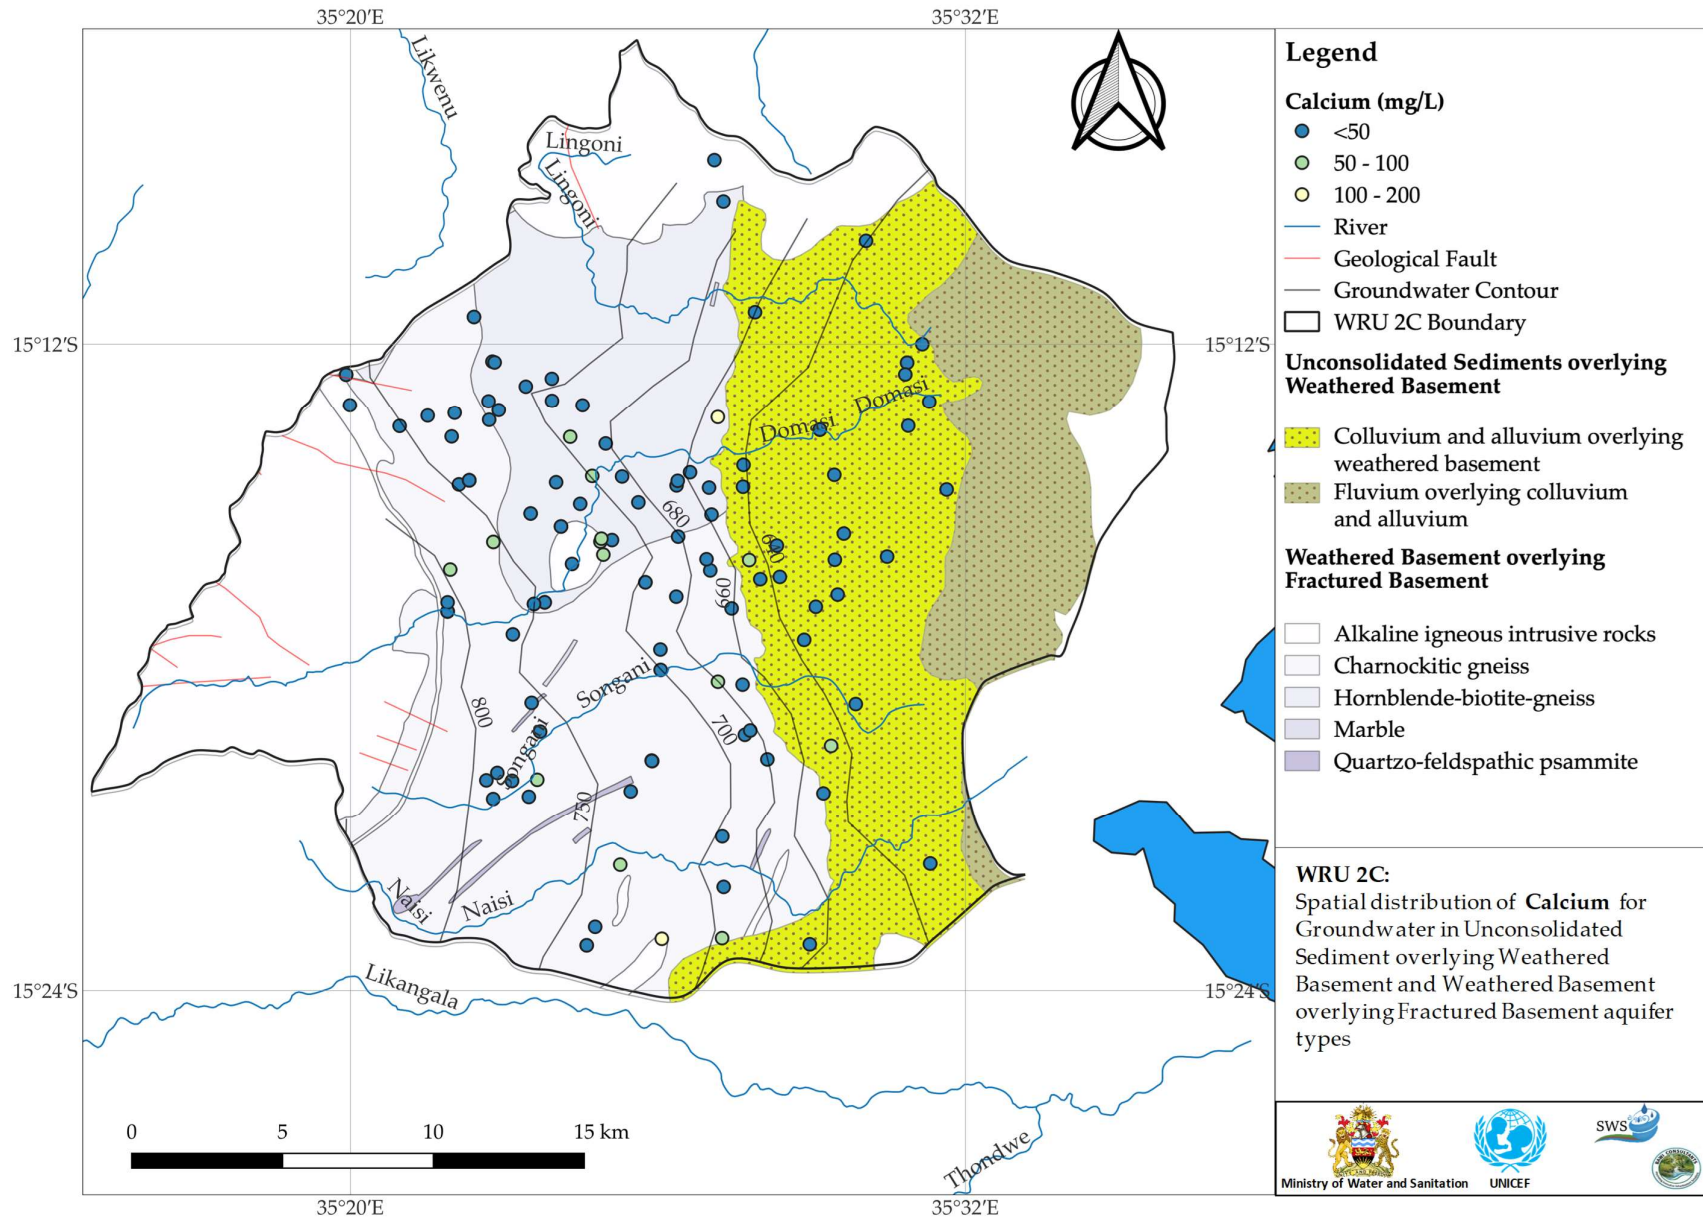 35°20′E
35°32′E
Likwenu
Lingoni
Lingoni
15°12′S
15°12′S
Domasi
Domasi
680
640
660
Songani
Songani
800
700
750
Naisi
Naisi
Likangala
15°24′S
15°24′S
Thondwe
0 5 10 15 km
35°20′E
35°32′E
Legend
Calcium (mg/L)
<50
50 - 100
100 - 200
River
Geological Fault
Groundwater Contour
WRU 2C Boundary
Unconsolidated Sediments overlying
Weathered Basement
Colluvium and alluvium overlying
weathered basement
Fluvium overlying colluvium
and alluvium
Weathered Basement overlying
Fractured Basement
Alkaline igneous intrusive rocks
Charnockitic gneiss
Hornblende-biotite-gneiss
Marble
Quartzo-feldspathic psammite
WRU 2C:
Spatial distribution of Calcium for
Groundwater in Unconsolidated
Sediment overlying Weathered
Basement and Weathered Basement
overlying Fractured Basement aquifer
types
Ministry of Water and Sanitation
UNICEF
SWS